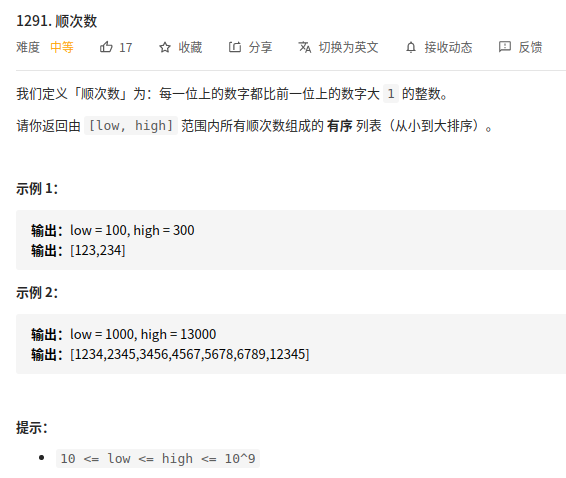 1291. 顺次数
难度 中等 17 收藏 分享 切换为英文 接收动态 反馈
我们定义「顺次数」为：每一位上的数字都比前一位上的数字大 1 的整数。
请你返回由 [low, high] 范围内所有顺次数组成的 有序 列表（从小到大排序）。
示例 1：
输出：low = 100, high = 300
输出：[123,234]
示例 2：
输出：low = 1000, high = 13000
输出：[1234,2345,3456,4567,5678,6789,12345]
提示：
• 10 <= low <= high <= 10^9